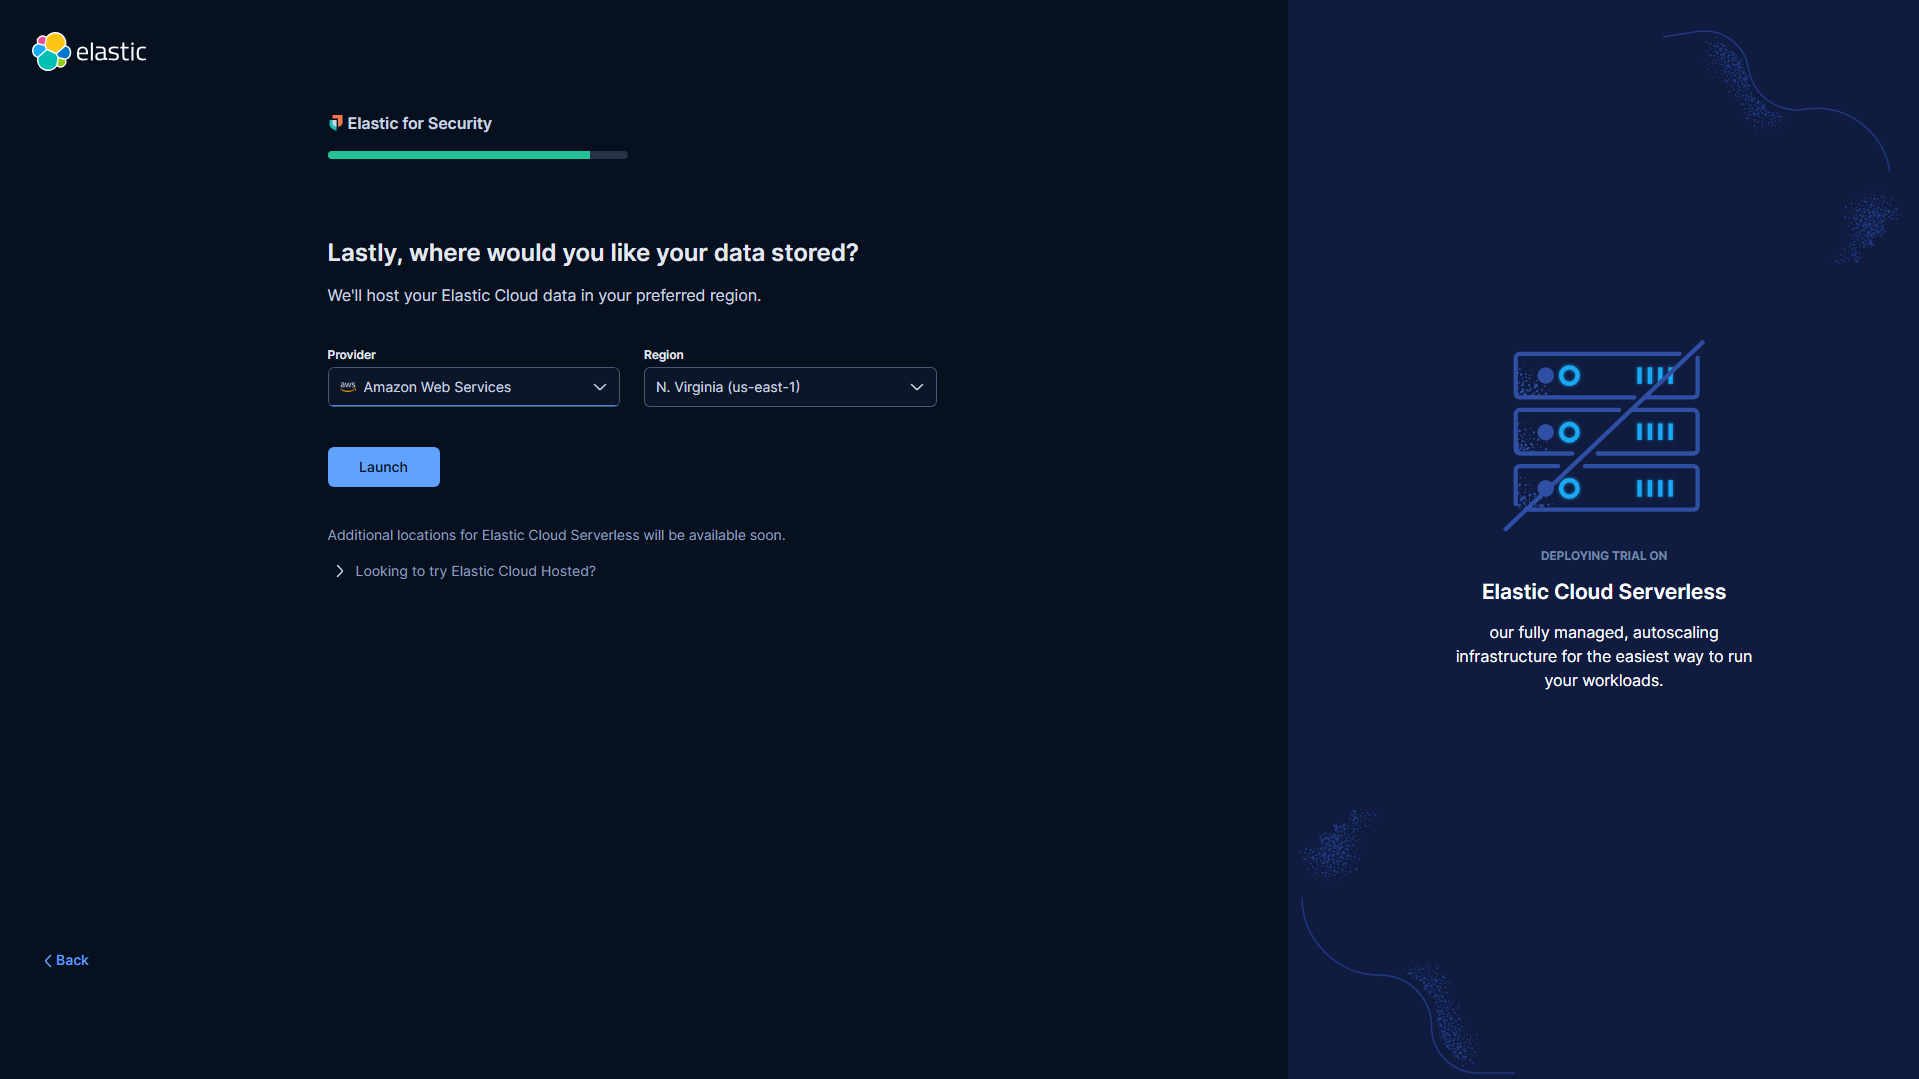 elastic
Elastic for Security
Lastly, where would you like your data stored?
We'll host your Elastic Cloud data in your preferred region.
Provider
Region
aws Amazon Web Services
N. Virginia (us-east-1)
Launch
Additional locations for Elastic Cloud Serverless will be available soon.
Looking to try Elastic Cloud Hosted?
Back
DEPLOYING TRIAL ON
Elastic Cloud Serverless
our fully managed, autoscaling
infrastructure for the easiest way to run
your workloads.